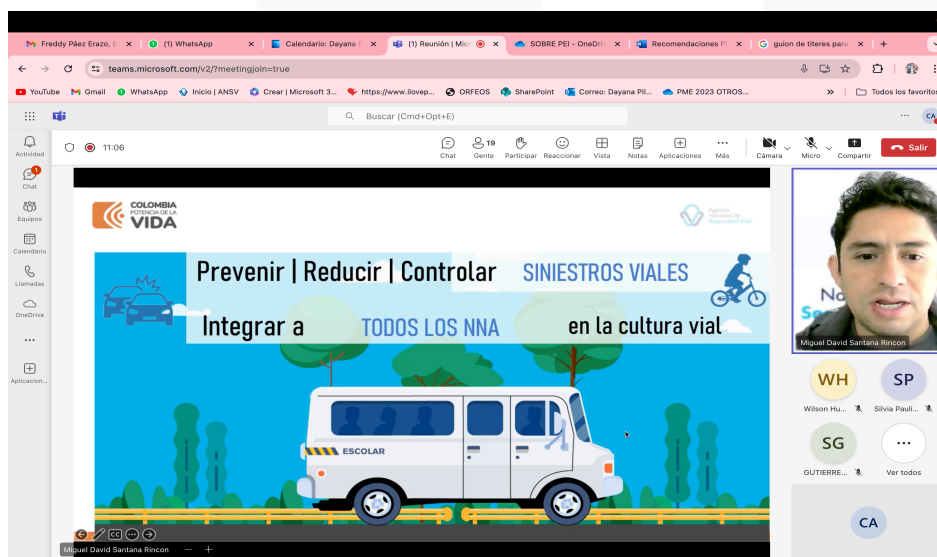 Freddy Páez Erazo, E
(1) WhatsApp
Calendario: Dayana P
(1) Reunión | Micr
SOBRE PEI - OneDriv
Recomendaciones P
guion de titeres para
teams.microsoft.com/v2/?meetingjoin=true
YouTube
Gmail
WhatsApp
Inicio | ANSV
Crear | Microsoft 3...
https://www.ilovep...
ORFEOS
SharePoint
Correo: Dayana Pil...
PME 2023 OTROS...
»
Todos los favoritos
Buscar (Cmd+Opt+E)
CA
11:06
Chat
Gente 19
Participar
Reaccionar
Vista
Notas
Aplicaciones
Más
Cámara
Micro
Compartir
Salir
Actividad
1
Chat
Equipos
Calendario
Llamadas
OneDrive
Aplicacion...
COLOMBIA
POTENCIA DE LA
VIDA
Agencia
Nacional de
Seguridad Vial
Prevenir | Reducir | Controlar SINIESTROS VIALES
Integrar a TODOS LOS NNA en la cultura vial
ESCOLAR
CC
Miguel David Santana Rincon
Miguel David Santana Rincon
WH
Wilson Hu...
SP
Silvia Pauli...
SG
GUTIERRE...
Ver todos
CA